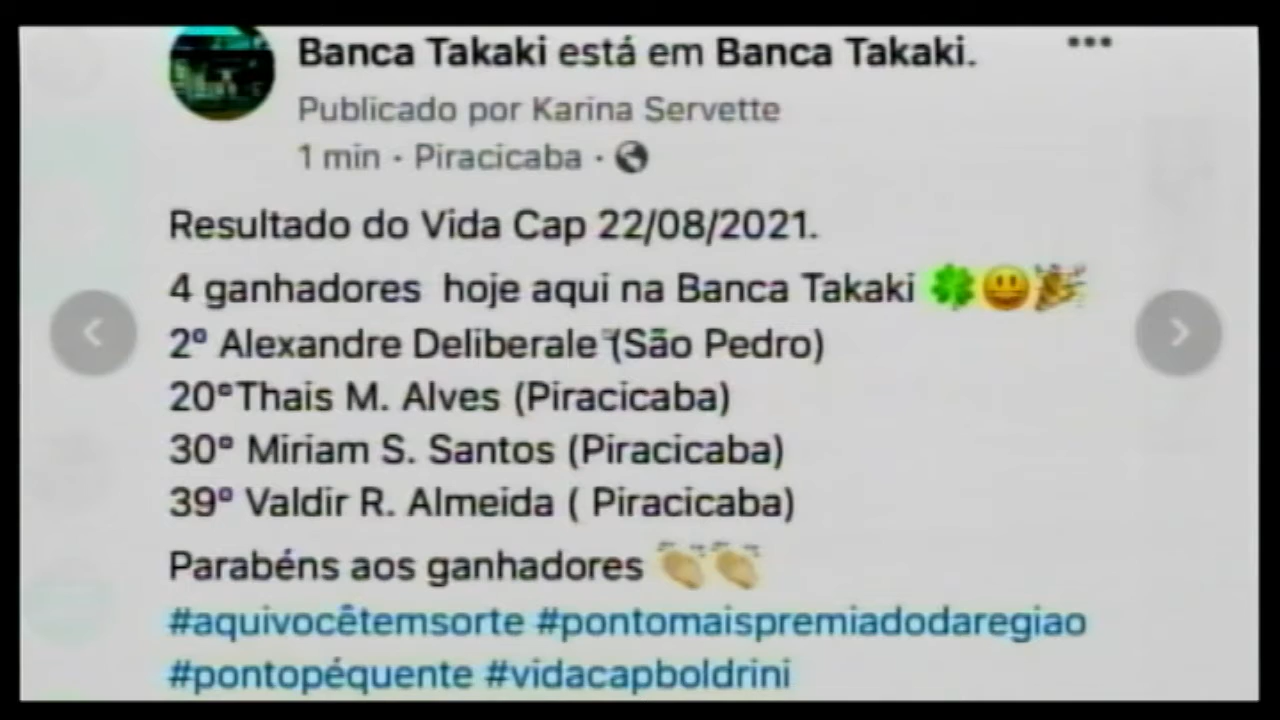 Banca Takaki está em Banca Takaki.
Publicado por Karina Servette
1 min · Piracicaba ·
Resultado do Vida Cap 22/08/2021.
4 ganhadores hoje aqui na Banca Takaki 🍀😃🎉
2º Alexandre Deliberale (São Pedro)
20ºThais M. Alves (Piracicaba)
30º Miriam S. Santos (Piracicaba)
39º Valdir R. Almeida ( Piracicaba)
Parabéns aos ganhadores 👏👏
#aquivocêtemsorte #pontomaispremiadodaregiao
#pontopéquente #vidacapboldrini